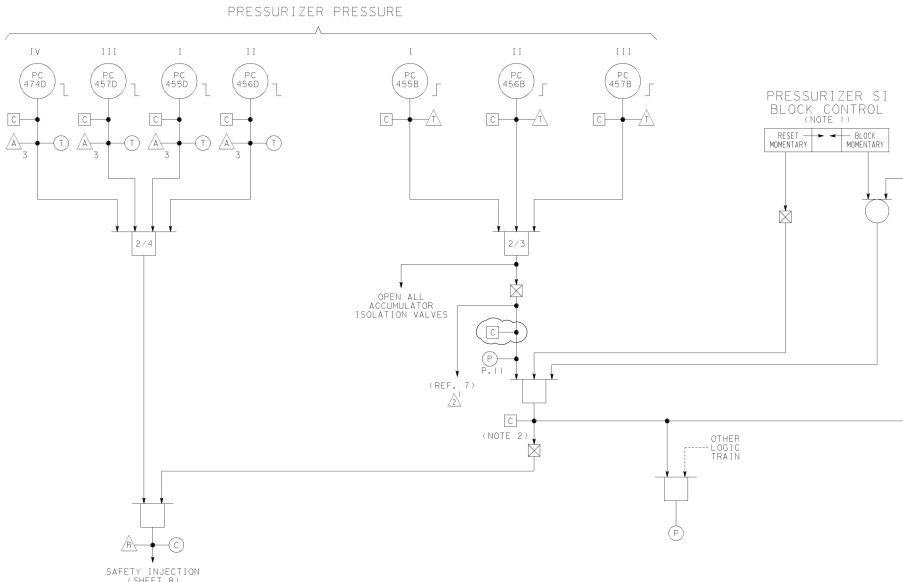 PRESSURIZER PRESSURE
IV III I II I II III
PC 474D
PC 457D
PC 455D
PC 456D
PC 455B
PC 456B
PC 457B
C C C C C C C
T T T
A 3 T
A 3 T
A 3 T
A 3 T
PRESSURIZER SI
BLOCK CONTROL
(NOTE 1)
RESET MOMENTARY
BLOCK MOMENTARY
2/4
2/3
OPEN ALL
ACCUMULATOR
ISOLATION VALVES
C
P
P.11
(REF. 7)
2
C
(NOTE 2)
OTHER
LOGIC
TRAIN
P
R C
SAFETY INJECTION
(SHEET 8)